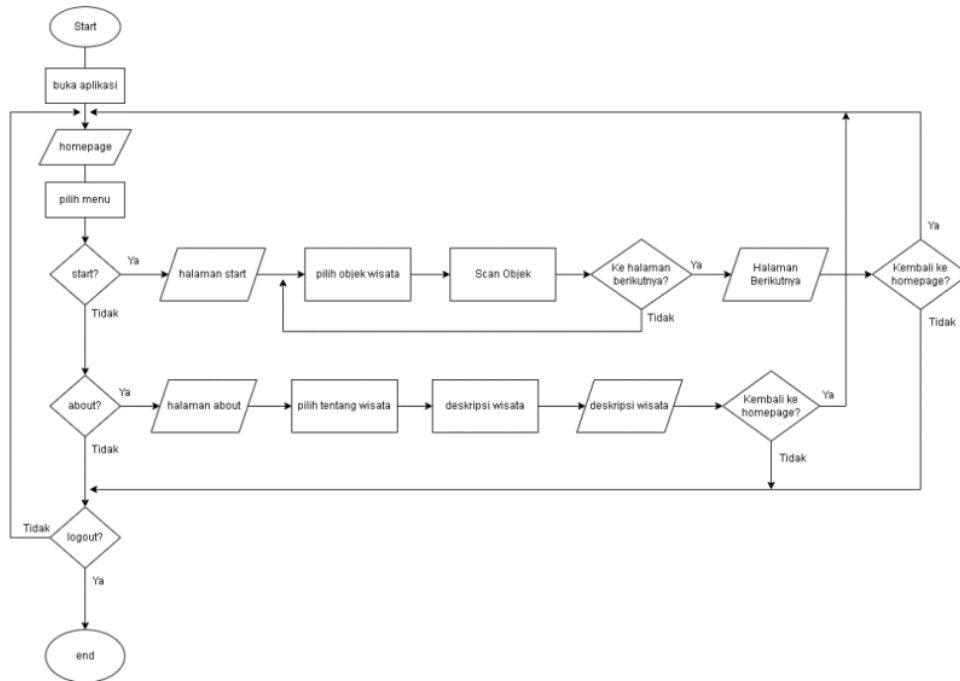 Start
buka aplikasi
homepage
pilih menu
start?
Ya
halaman start
pilih objek wisata
Scan Objek
Ke halaman
berikutnya?
Ya
Halaman
Berikutnya
Kembali ke
homepage?
Ya
Tidak
Tidak
Tidak
about?
Ya
halaman about
pilih tentang wisata
deskripsi wisata
deskripsi wisata
Kembali ke
homepage?
Ya
Tidak
Tidak
logout?
Tidak
Ya
end